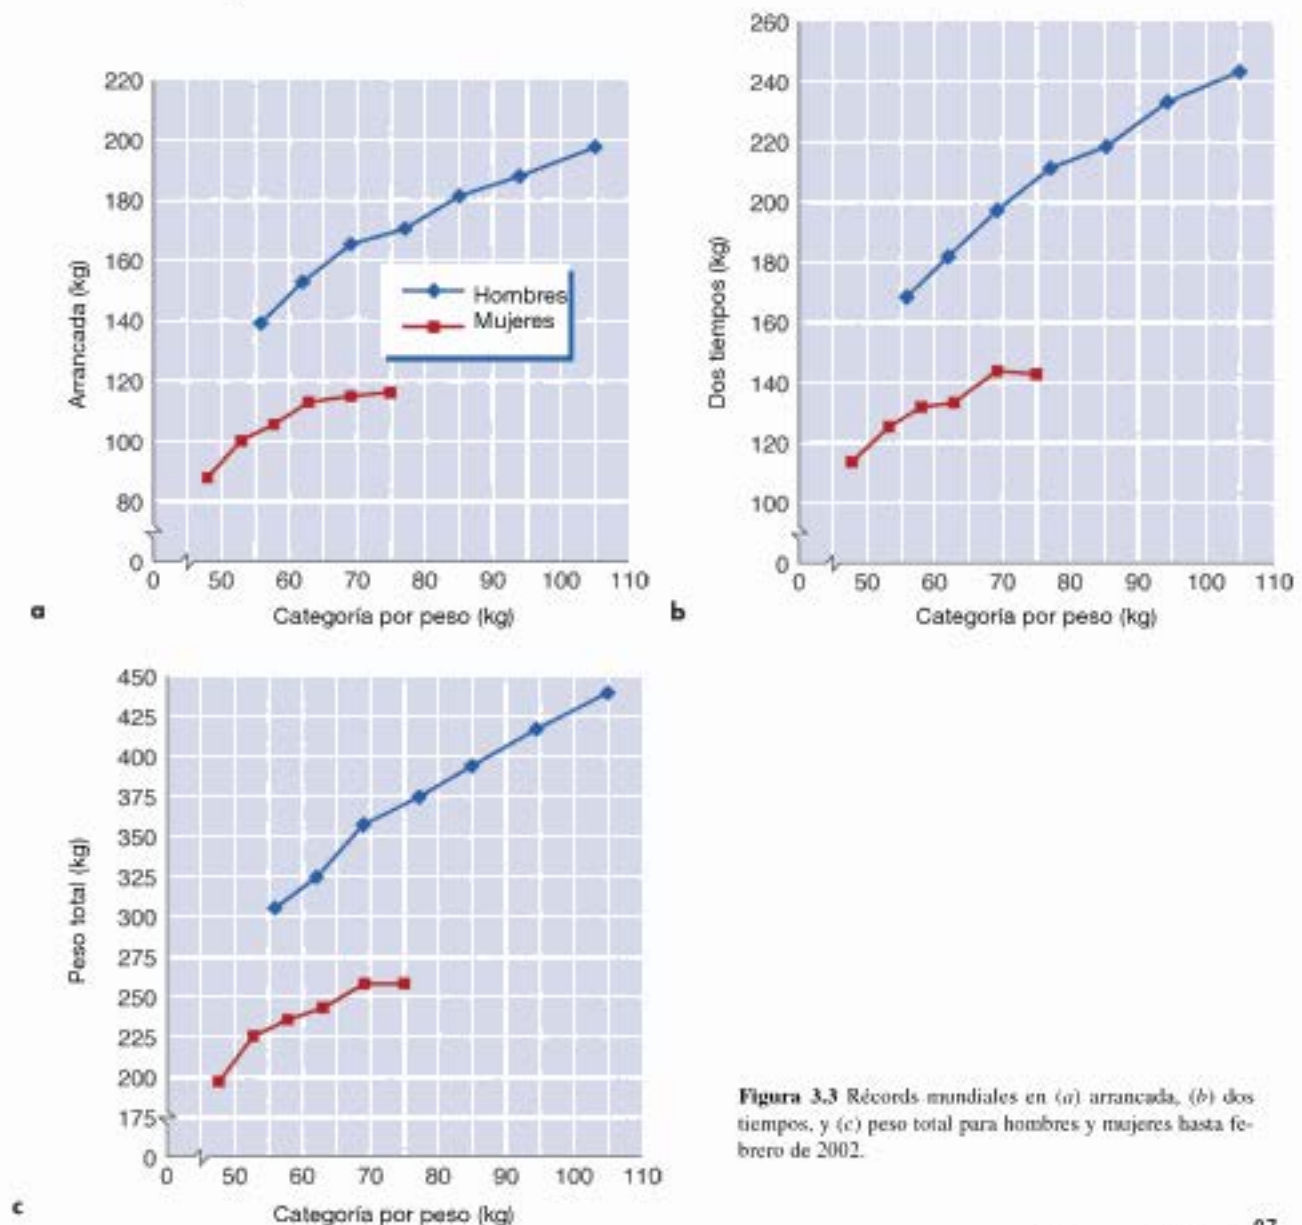 220
200
180
160
140
120
100
80
0
Arrancada (kg)
Hombres
Mujeres
0 50 60 70 80 90 100 110
Categoría por peso (kg)
a
260
240
220
200
180
160
140
120
100
0
Dos tiempos (kg)
0 50 60 70 80 90 100 110
Categoría por peso (kg)
b
450
425
400
375
350
325
300
275
250
225
200
175
0
Peso total (kg)
0 50 60 70 80 90 100 110
Categoría por peso (kg)
c
Figura 3.3 Récords mundiales en (a) arrancada, (b) dos
tiempos, y (c) peso total para hombres y mujeres hasta fe-
brero de 2002.